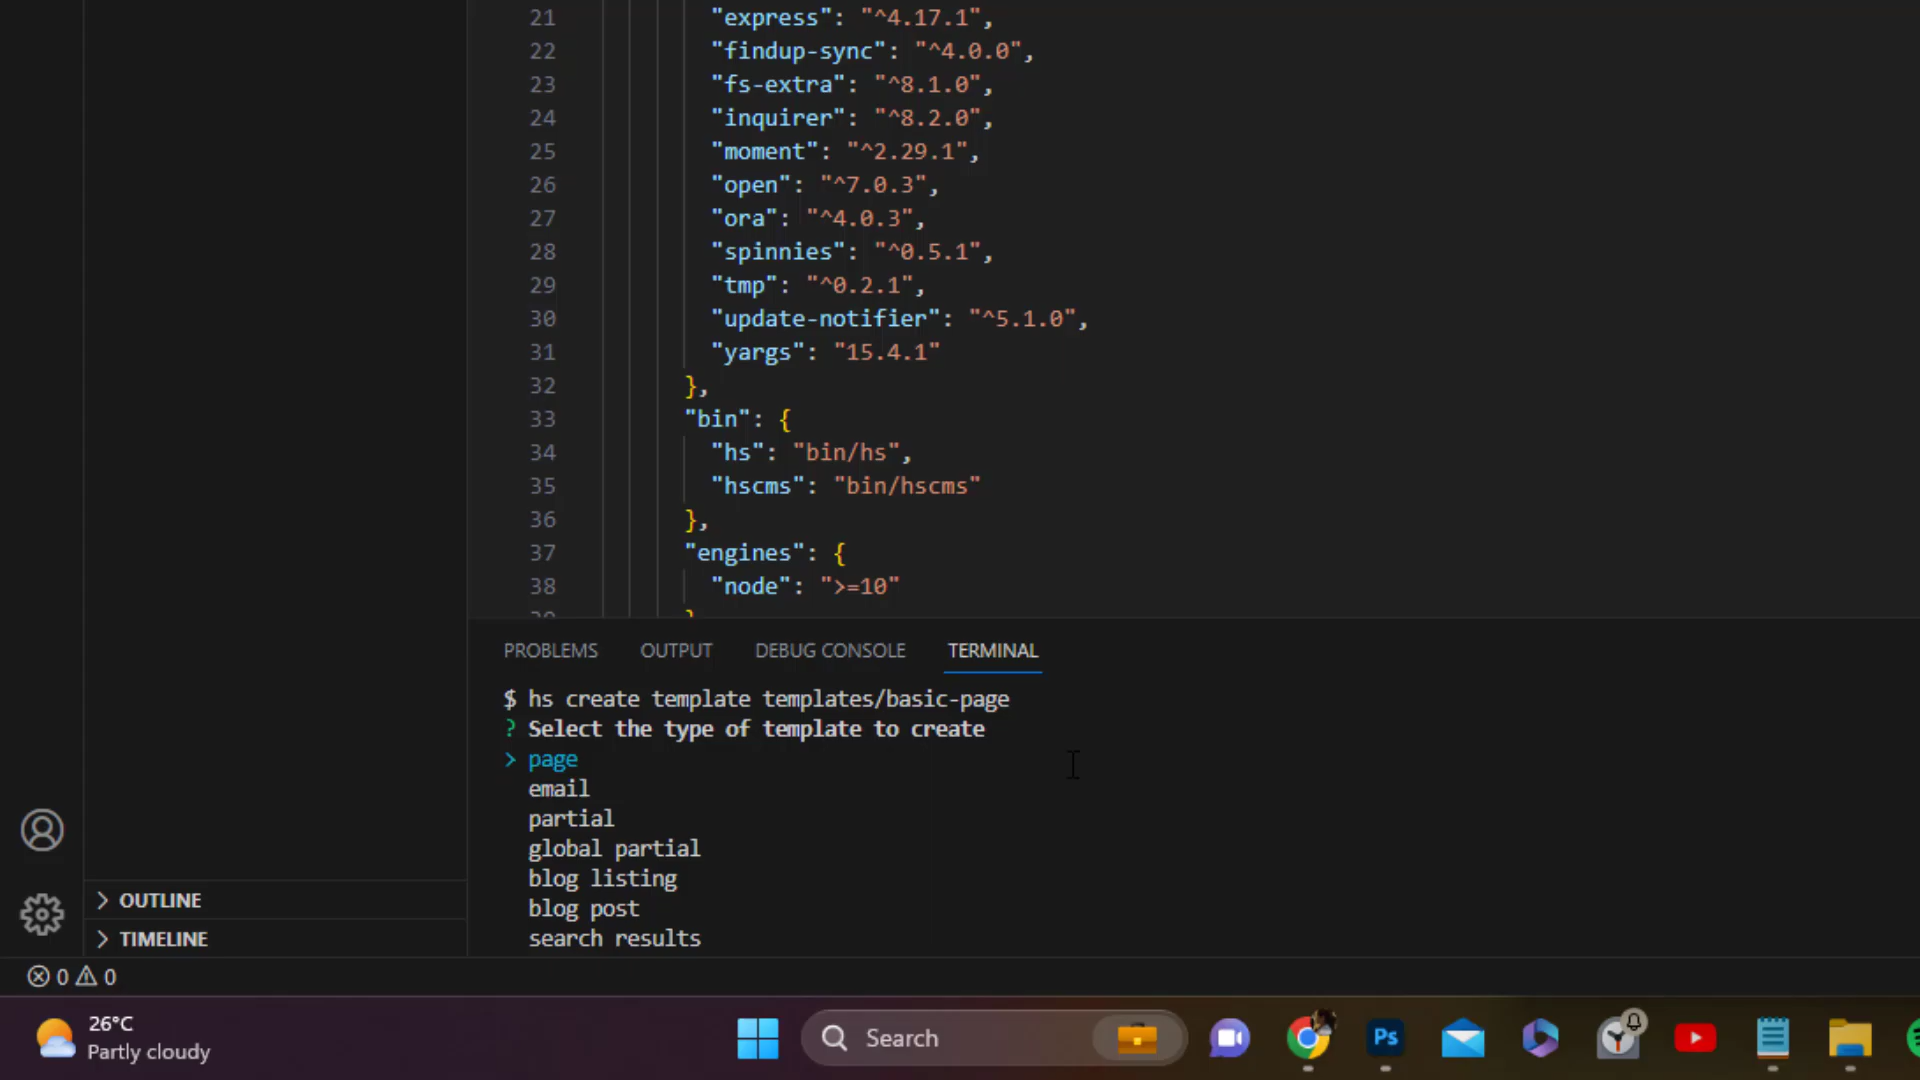 21 "express": "^4.17.1",
22 "findup-sync": "^4.0.0",
23 "fs-extra": "^8.1.0",
24 "inquirer": "^8.2.0",
25 "moment": "^2.29.1",
26 "open": "^7.0.3",
27 "ora": "^4.0.3",
28 "spinnies": "^0.5.1",
29 "tmp": "^0.2.1",
30 "update-notifier": "^5.1.0",
31 "yargs": "15.4.1"
32 },
33 "bin": {
34 "hs": "bin/hs",
35 "hscms": "bin/hscms"
36 },
37 "engines": {
38 "node": ">=10"
39 }
PROBLEMS OUTPUT DEBUG CONSOLE TERMINAL
$ hs create template templates/basic-page
? Select the type of template to create
> page
email
partial
global partial
blog listing
blog post
search results
OUTLINE
TIMELINE
0 0
26°C
Partly cloudy
Search
Ps